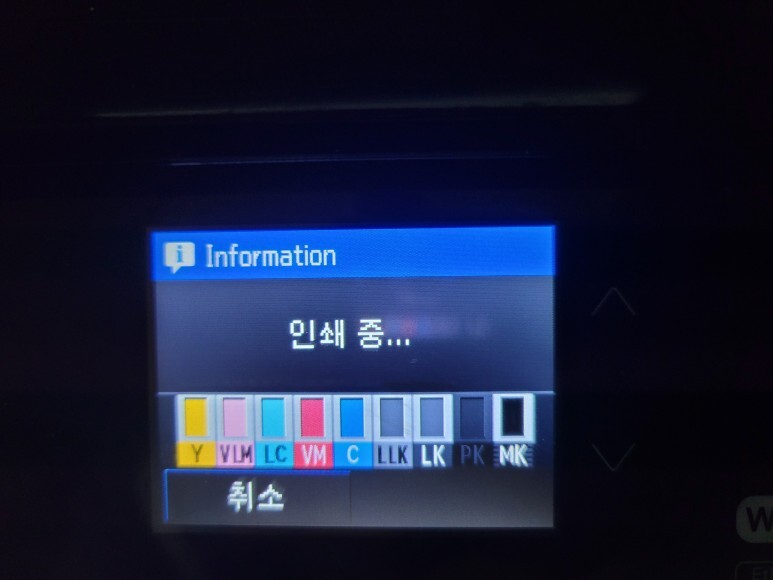 Information
인쇄 중...
Y VLM LC VM C LLK LK PK MK
취소
W